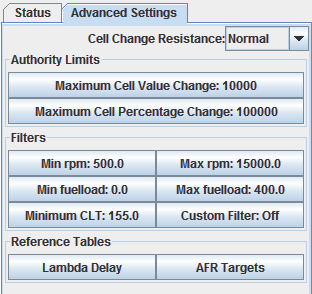 Status Advanced Settings
Cell Change Resistance: Normal
Authority Limits
Maximum Cell Value Change: 10000
Maximum Cell Percentage Change: 100000
Filters
Min rpm: 500.0 Max rpm: 15000.0
Min fuelload: 0.0 Max fuelload: 400.0
Minimum CLT: 155.0 Custom Filter: Off
Reference Tables
Lambda Delay AFR Targets